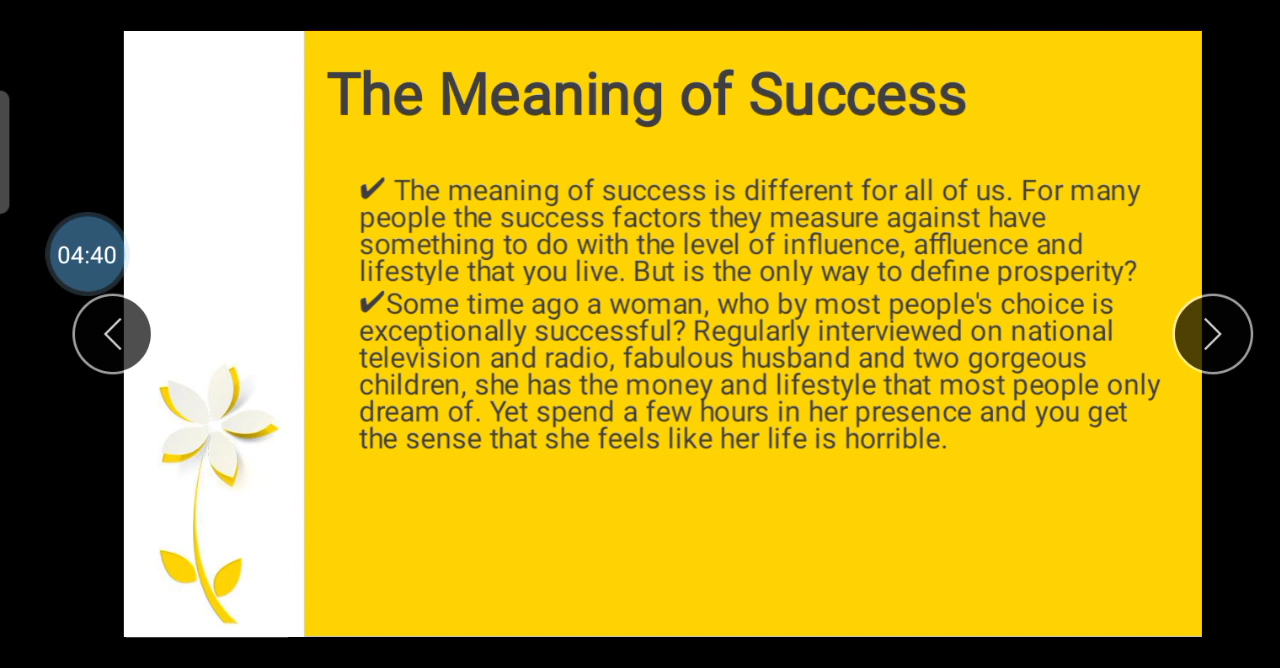 The Meaning of Success
✔ The meaning of success is different for all of us. For many
people the success factors they measure against have
something to do with the level of influence, affluence and
lifestyle that you live. But is the only way to define prosperity?
✔Some time ago a woman, who by most people's choice is
exceptionally successful? Regularly interviewed on national
television and radio, fabulous husband and two gorgeous
children, she has the money and lifestyle that most people only
dream of. Yet spend a few hours in her presence and you get
the sense that she feels like her life is horrible.
04:40